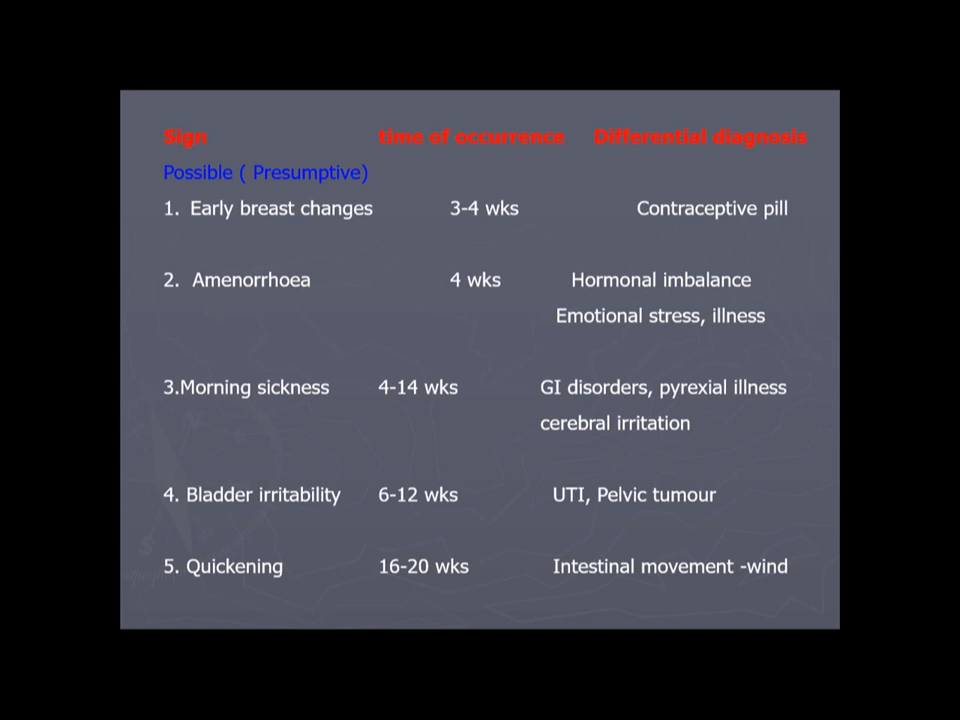 Sign time of occurrence Differential diagnosis
Possible ( Presumptive)
1. Early breast changes 3-4 wks Contraceptive pill
2. Amenorrhoea 4 wks Hormonal imbalance
Emotional stress, illness
3.Morning sickness 4-14 wks GI disorders, pyrexial illness
cerebral irritation
4. Bladder irritability 6-12 wks UTI, Pelvic tumour
5. Quickening 16-20 wks Intestinal movement -wind